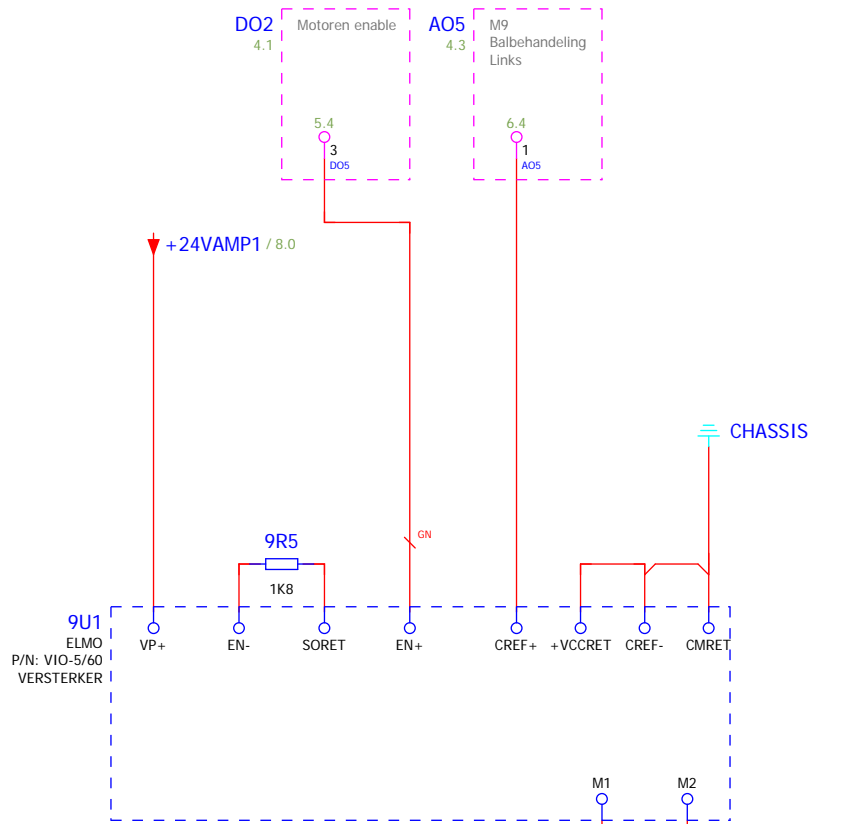 DO2
4.1
Motoren enable
AO5
4.3
M9
Balbehandeling
Links
5.4
3
DO5
6.4
1
AO5
+24VAMP1 / 8.0
CHASSIS
GN
9R5
1K8
9U1
ELMO
P/N: VIO-5/60
VERSTERKER
VP+
EN-
SORET
EN+
CREF+
+VCCRET
CREF-
CMRET
M1
M2